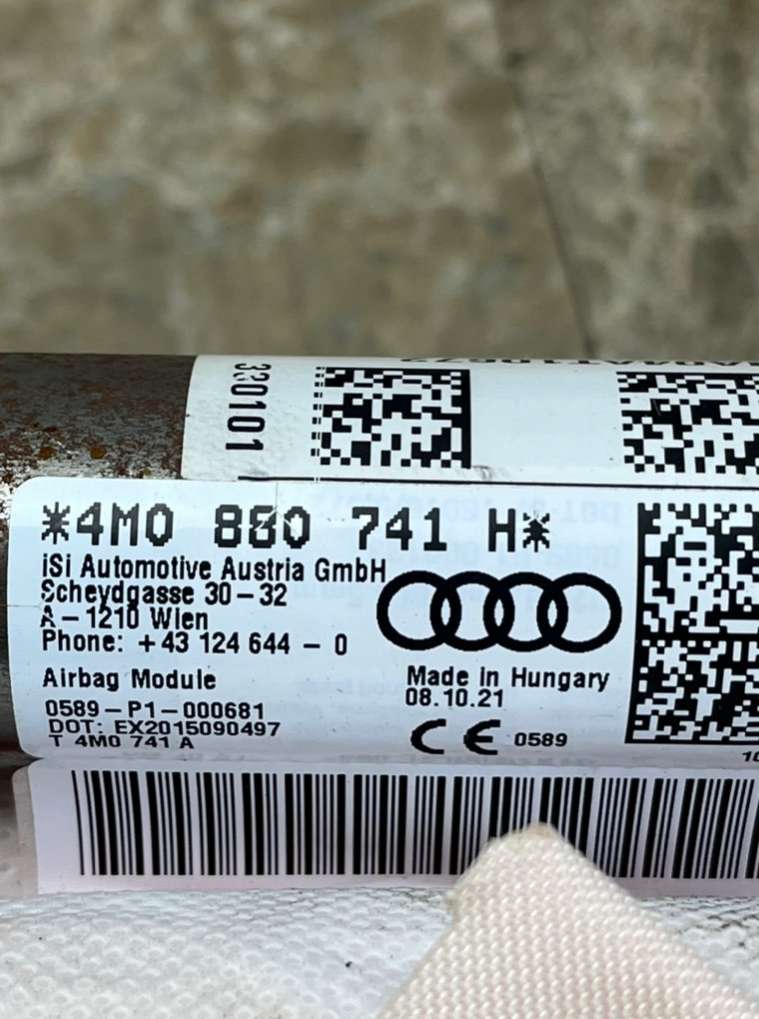 330101
*4M0 880 741 H*
iSi Automotive Austria GmbH
Scheydgasse 30-32
A-1210 Wien
Phone: +43 124 644 - 0
Airbag Module
Made in Hungary
08.10.21
0589-P1-000681
DOT: EX2015090497
T 4M0 741 A
CE 0589